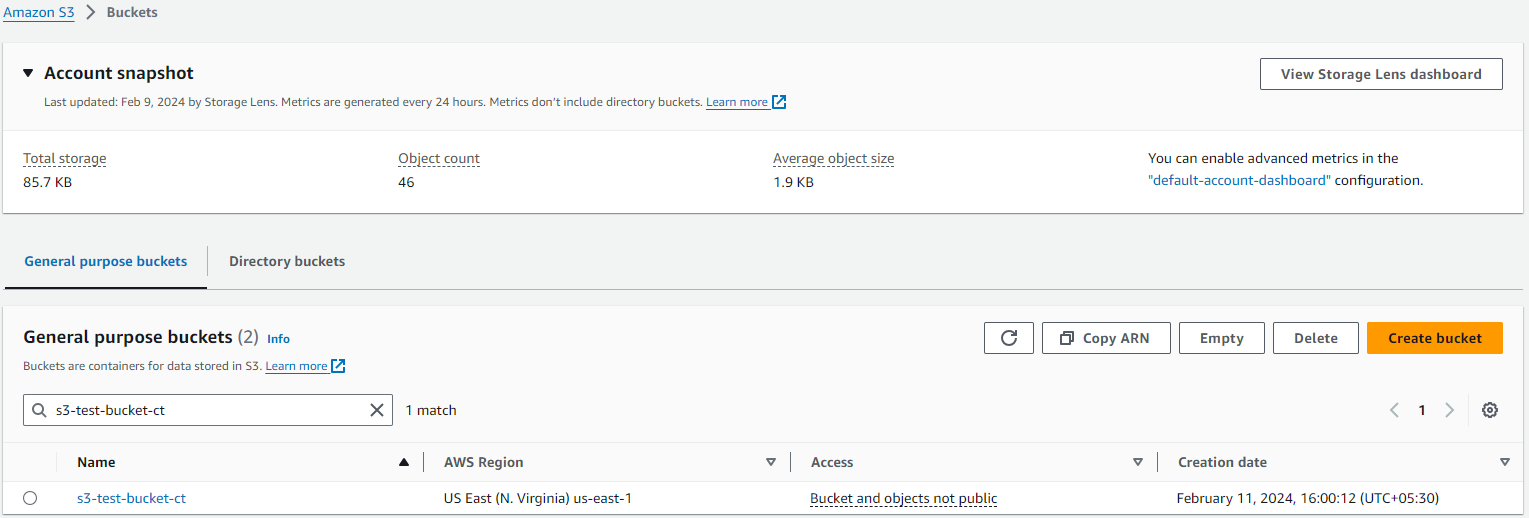 Amazon S3 > Buckets
Account snapshot
View Storage Lens dashboard
Last updated: Feb 9, 2024 by Storage Lens. Metrics are generated every 24 hours. Metrics don't include directory buckets. Learn more
Total storage
Object count
Average object size
85.7 KB
46
1.9 KB
You can enable advanced metrics in the
"default-account-dashboard" configuration.
General purpose buckets
Directory buckets
General purpose buckets (2) Info
Copy ARN
Empty
Delete
Create bucket
Buckets are containers for data stored in S3. Learn more
s3-test-bucket-ct
1 match
1
Name
AWS Region
Access
Creation date
s3-test-bucket-ct
US East (N. Virginia) us-east-1
Bucket and objects not public
February 11, 2024, 16:00:12 (UTC+05:30)